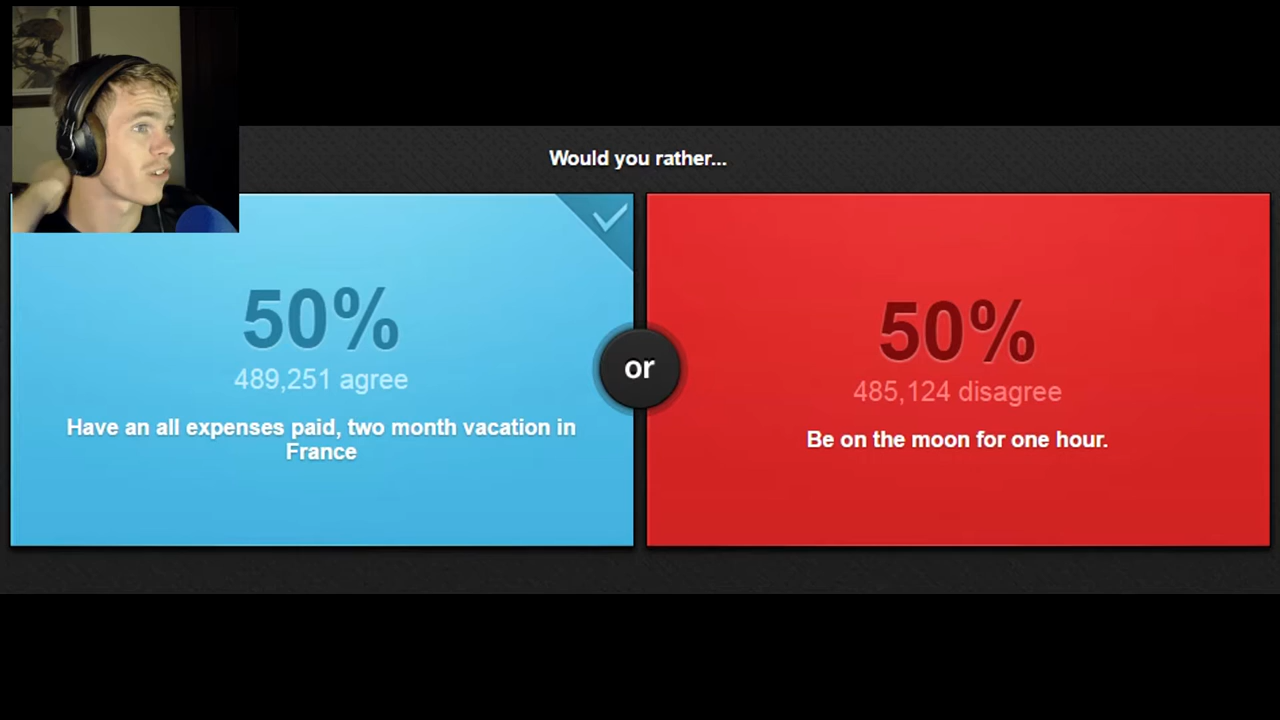 Would you rather...
50%
489,251 agree
Have an all expenses paid, two month vacation in
France
or
50%
485,124 disagree
Be on the moon for one hour.